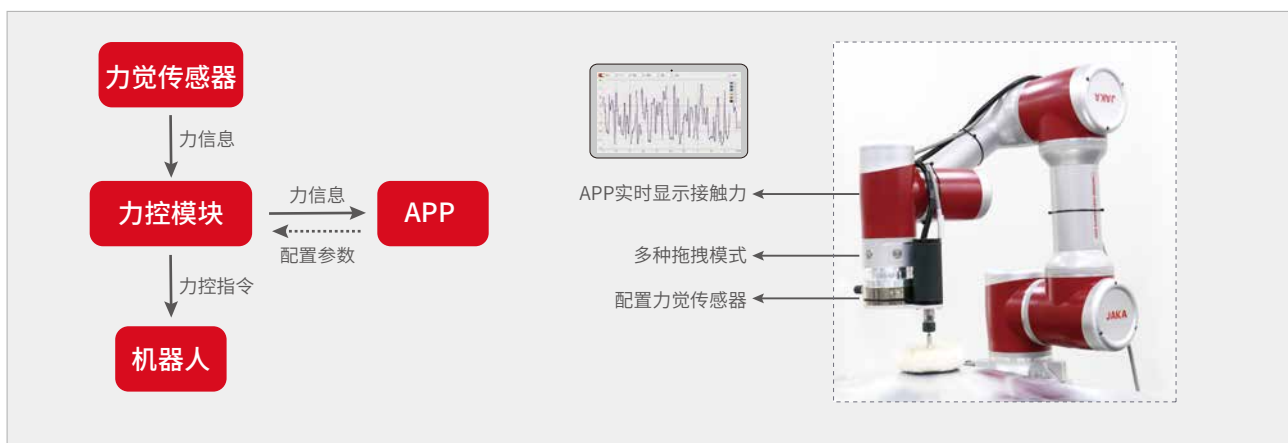 力觉传感器
力信息
力控模块
力信息
APP
配置参数
力控指令
机器人
APP实时显示接触力
多种拖拽模式
配置力觉传感器
JAKA
JAKA